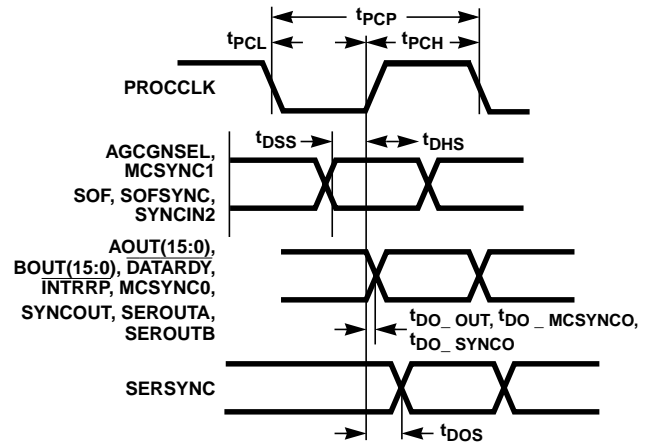 tPCP
tPCL tPCH
PROCCLK
tDSS tDHS
AGCGNSEL,
MCSYNC1
SOF, SOFSYNC,
SYNCIN2
AOUT(15:0),
BOUT(15:0), DATARDY,
INTRRP, MCSYNC0,
SYNCOUT, SEROUTA,
SEROUTB
tDO_OUT, tDO_MCSYNCO,
tDO_SYNCO
SERSYNC
tDOS